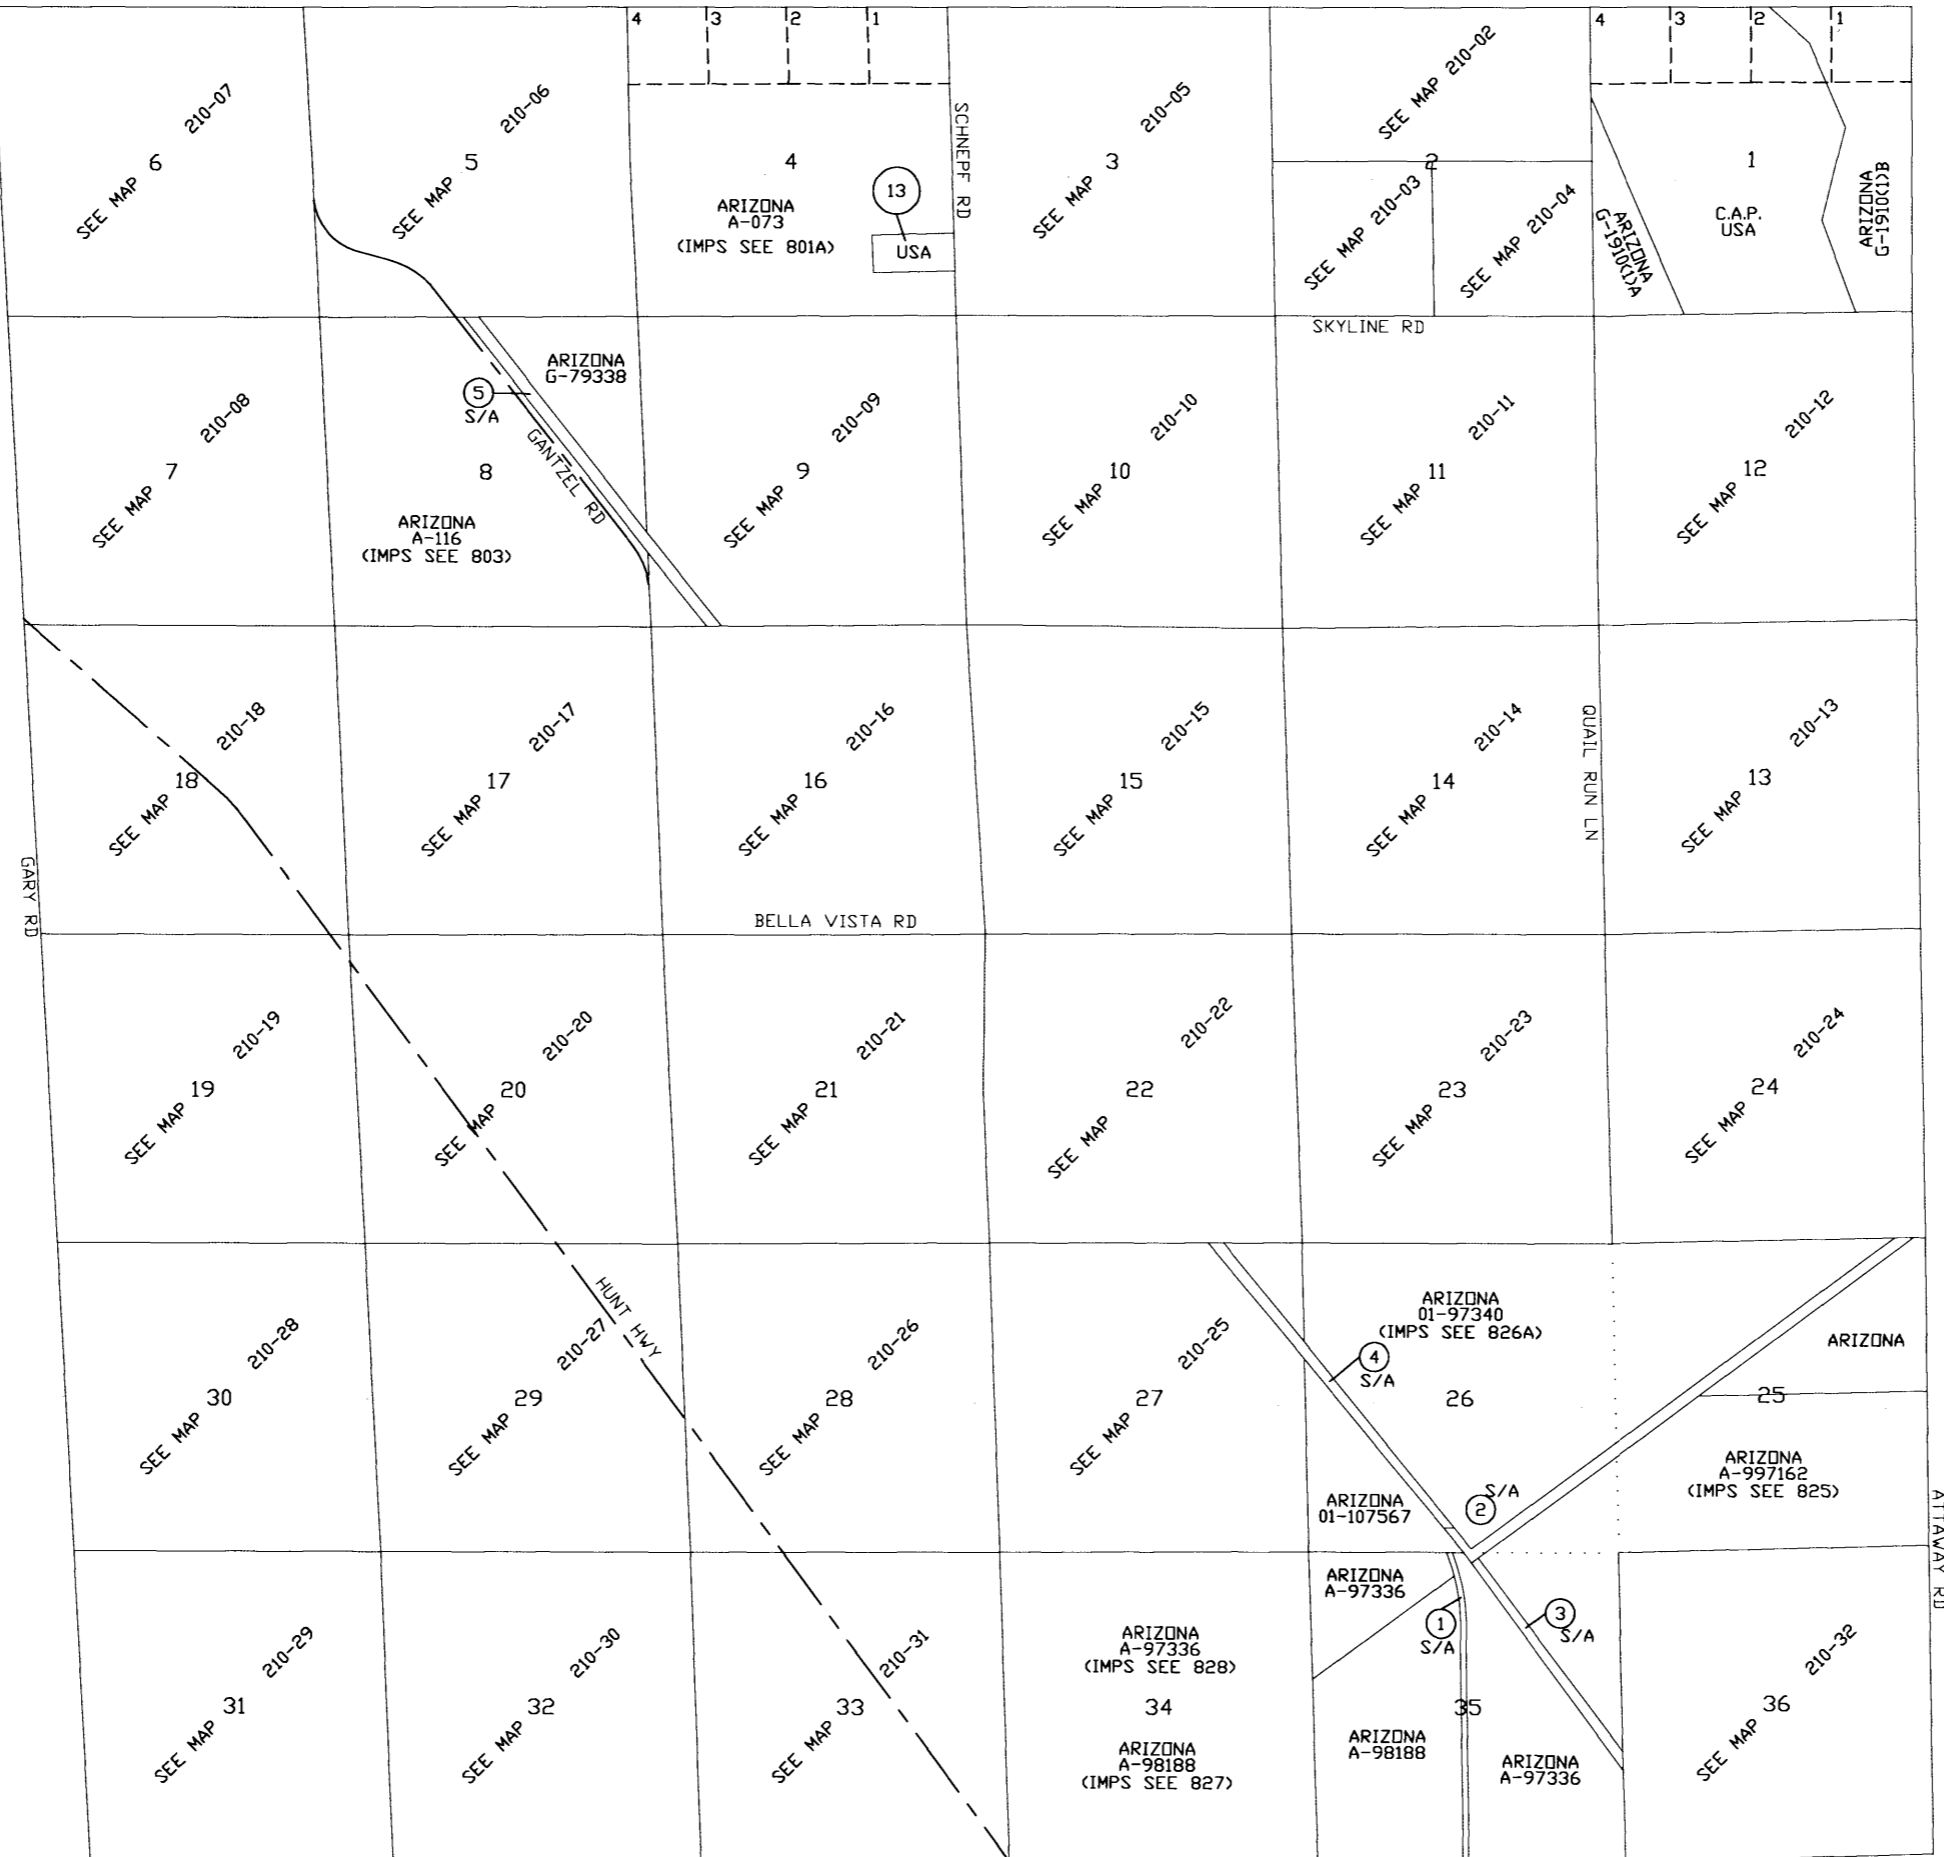 4
3
2
1
4
3
2
1
210-07
6
SEE MAP
210-06
5
SEE MAP
4
ARIZONA
A-073
(IMPS SEE 801A)
13
USA
SCHNEPF RD
210-05
3
SEE MAP
SEE MAP 210-02
2
SEE MAP 210-03
SEE MAP 210-04
ARIZONA
G-1910(1)A
1
C.A.P.
USA
ARIZONA
G-1910(1)B
SKYLINE RD
210-08
7
SEE MAP
5
S/A
ARIZONA
G-79338
GANTZEL RD
8
ARIZONA
A-116
(IMPS SEE 803)
210-09
9
SEE MAP
210-10
10
SEE MAP
210-11
11
SEE MAP
210-12
12
SEE MAP
210-18
18
SEE MAP
210-17
17
SEE MAP
210-16
16
SEE MAP
210-15
15
SEE MAP
210-14
14
SEE MAP
QUAIL RUN LN
210-13
13
SEE MAP
GARY RD
BELLA VISTA RD
210-19
19
SEE MAP
210-20
20
SEE MAP
210-21
21
SEE MAP
210-22
22
SEE MAP
210-23
23
SEE MAP
210-24
24
SEE MAP
210-28
30
SEE MAP
HUNT HWY
210-27
29
SEE MAP
210-26
28
SEE MAP
210-25
27
SEE MAP
ARIZONA
01-97340
(IMPS SEE 826A)
4
S/A
26
ARIZONA
01-107567
S/A
2
ARIZONA
25
ARIZONA
A-997162
(IMPS SEE 825)
ATTAWAY RD
210-29
31
SEE MAP
210-30
32
SEE MAP
210-31
33
SEE MAP
ARIZONA
A-97336
(IMPS SEE 828)
34
ARIZONA
A-98188
(IMPS SEE 827)
ARIZONA
A-97336
1
S/A
3
S/A
35
ARIZONA
A-98188
ARIZONA
A-97336
210-32
36
SEE MAP